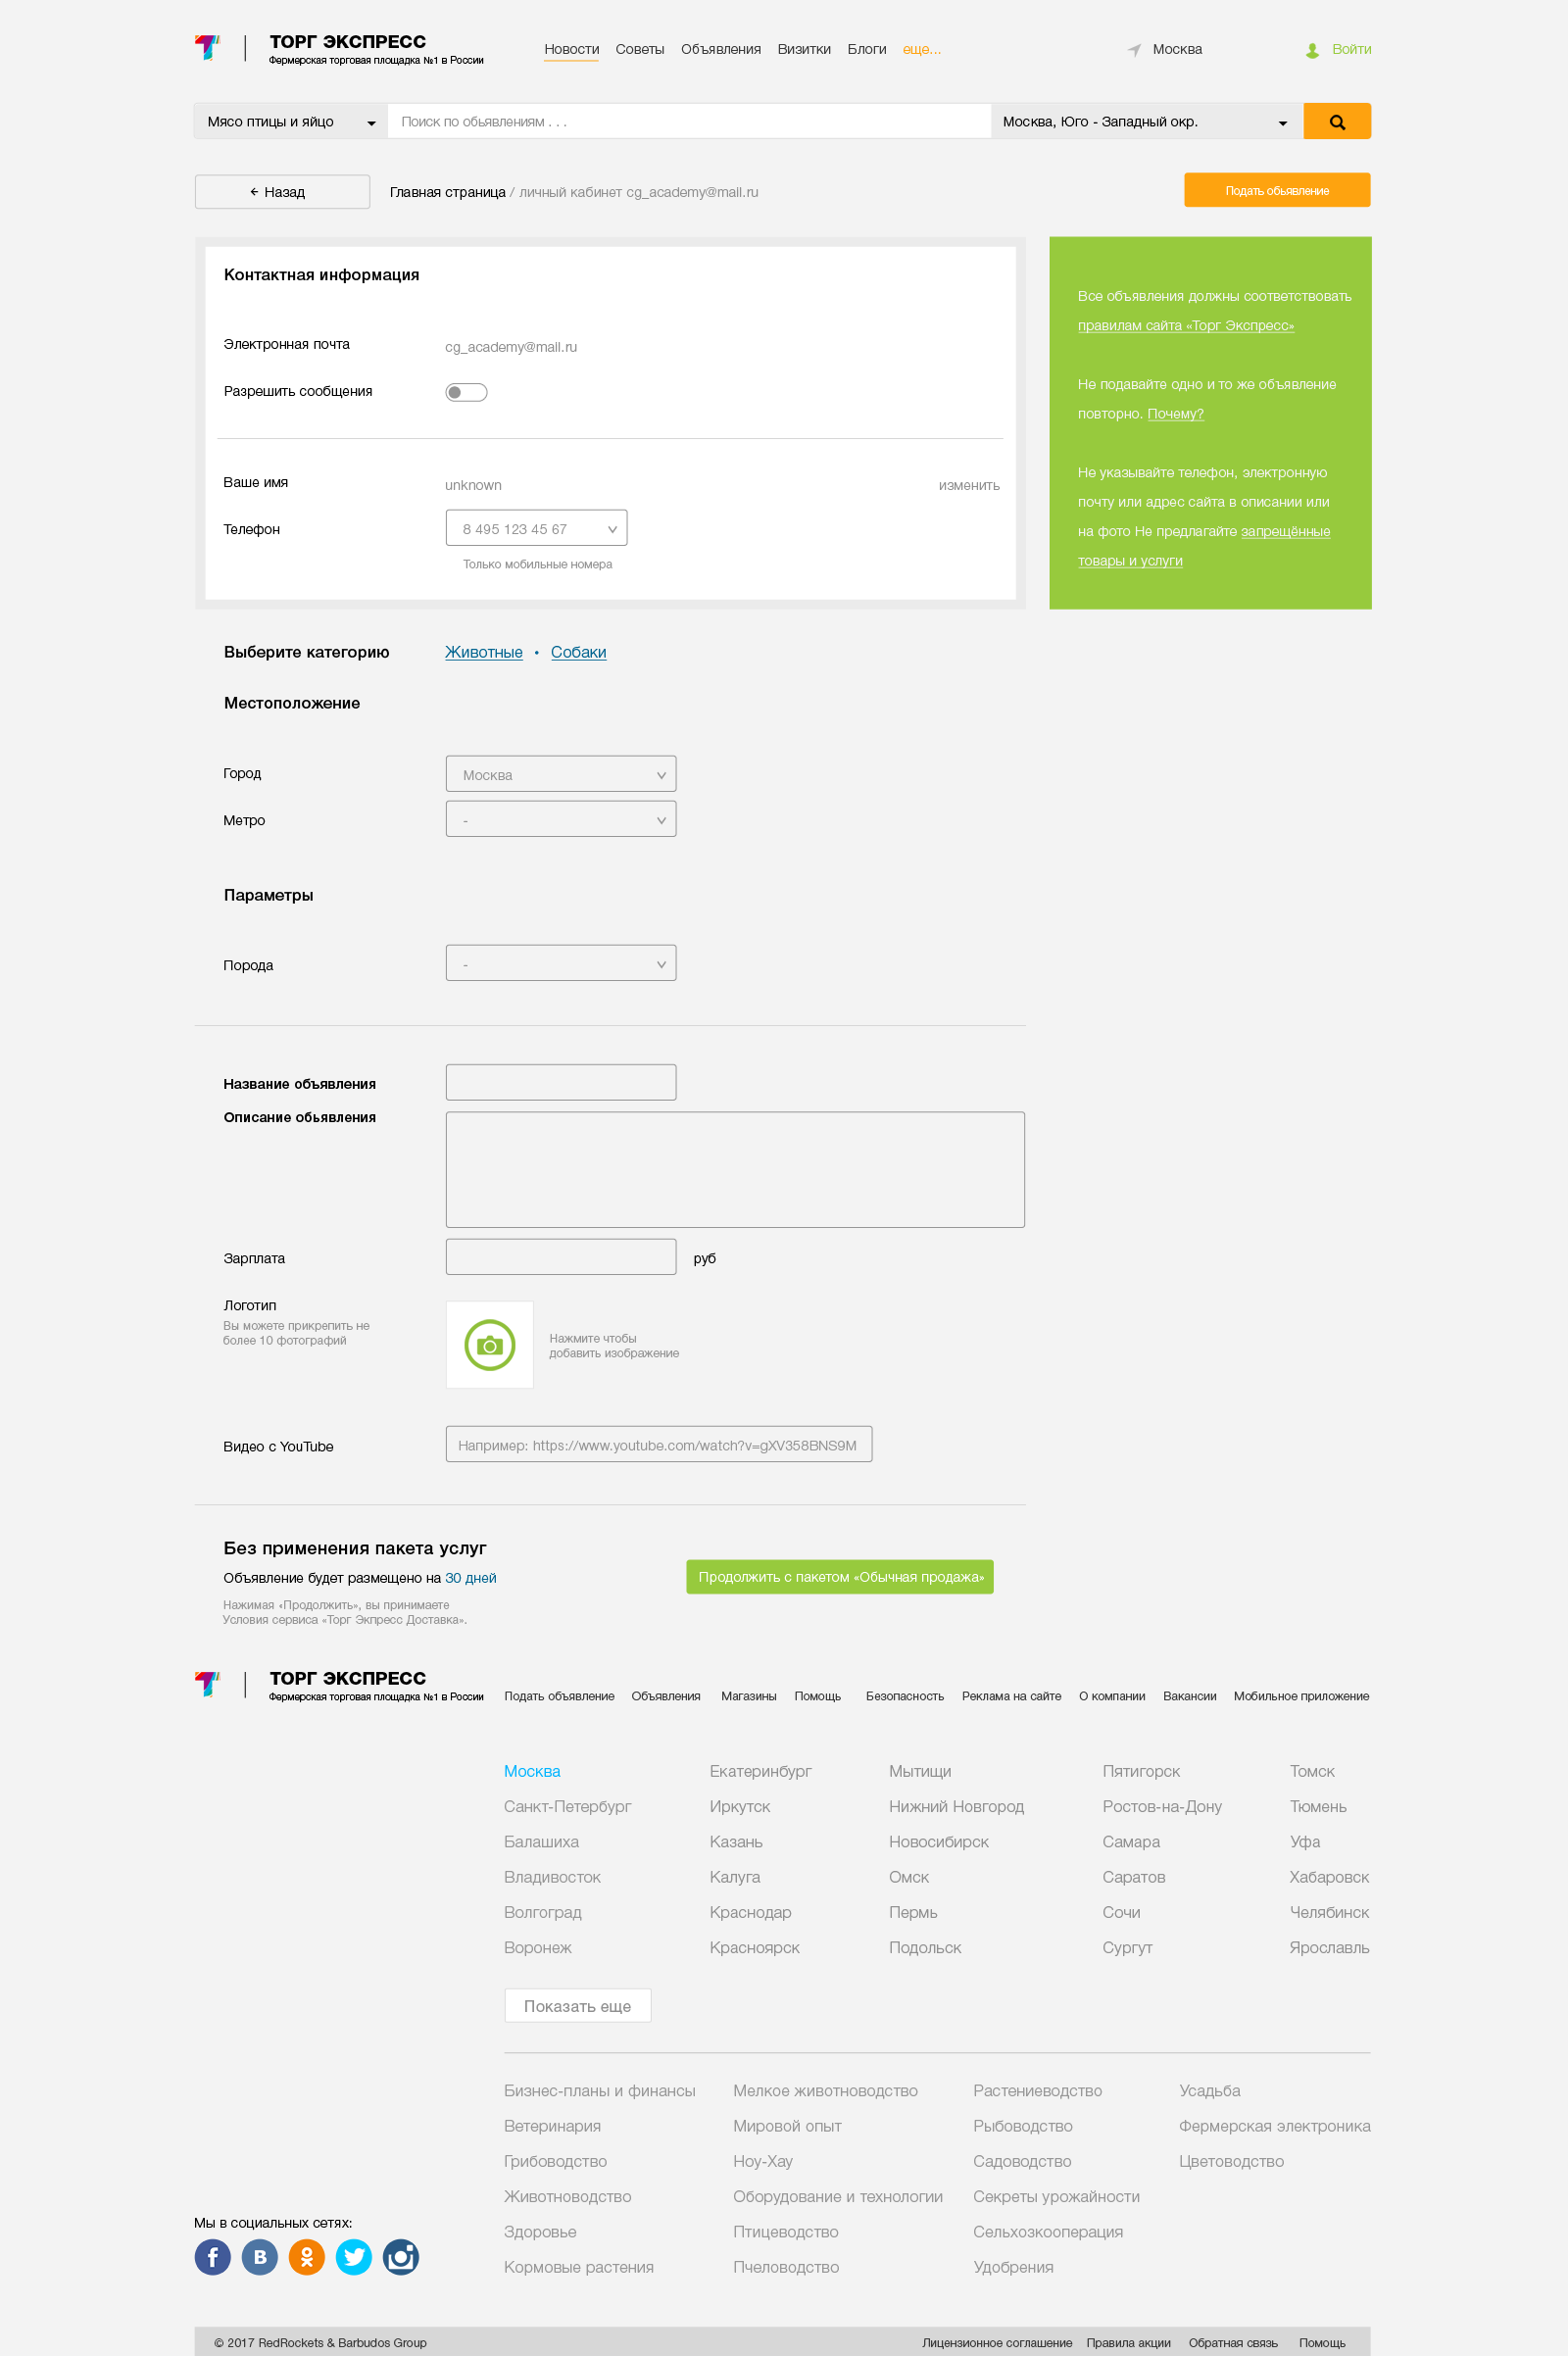 ТОРГ ЭКСПРЕСС
Фермерская торговая площадка №1 в России
Новости Советы Объявления Визитки Блоги еще...
Москва
Войти
Мясо птицы и яйцо
Поиск по обьявлениям . . .
Москва, Юго - Западный окр.
Назад
Главная страница / личный кабинет cg_academy@mail.ru
Подать обьявление
Контактная информация
Электронная почта cg_academy@mail.ru
Разрешить сообщения
Ваше имя unknown изменить
Телефон 8 495 123 45 67
Только мобильные номера
Все объявления должны соответствовать
правилам сайта «Торг Экспресс»
Не подавайте одно и то же объявление
повторно. Почему?
Не указывайте телефон, электронную
почту или адрес сайта в описании или
на фото Не предлагайте запрещённые
товары и услуги
Выберите категорию Животные • Собаки
Местоположение
Город Москва
Метро -
Параметры
Порода -
Название объявления
Описание обьявления
Зарплата руб
Логотип
Вы можете прикрепить не
более 10 фотографий
Нажмите чтобы
добавить изображение
Видео с YouTube Например: https://www.youtube.com/watch?v=gXV358BNS9M
Без применения пакета услуг
Объявление будет размещено на 30 дней
Нажимая «Продолжить», вы принимаете
Условия сервиса «Торг Экпресс Доставка».
Продолжить с пакетом «Обычная продажа»
ТОРГ ЭКСПРЕСС
Фермерская торговая площадка №1 в России
Подать объявление Объявления Магазины Помощь Безопасность Реклама на сайте О компании Вакансии Мобильное приложение
Москва Екатеринбург Мытищи Пятигорск Томск
Санкт-Петербург Иркутск Нижний Новгород Ростов-на-Дону Тюмень
Балашиха Казань Новосибирск Самара Уфа
Владивосток Калуга Омск Саратов Хабаровск
Волгоград Краснодар Пермь Сочи Челябинск
Воронеж Красноярск Подольск Сургут Ярославль
Показать еще
Бизнес-планы и финансы Мелкое животноводство Растениеводство Усадьба
Ветеринария Мировой опыт Рыбоводство Фермерская электроника
Грибоводство Ноу-Хау Садоводство Цветоводство
Животноводство Оборудование и технологии Секреты урожайности
Здоровье Птицеводство Сельхозкооперация
Кормовые растения Пчеловодство Удобрения
Мы в социальных сетях:
© 2017 RedRockets & Barbudos Group
Лицензионное соглашение Правила акции Обратная связь Помощь